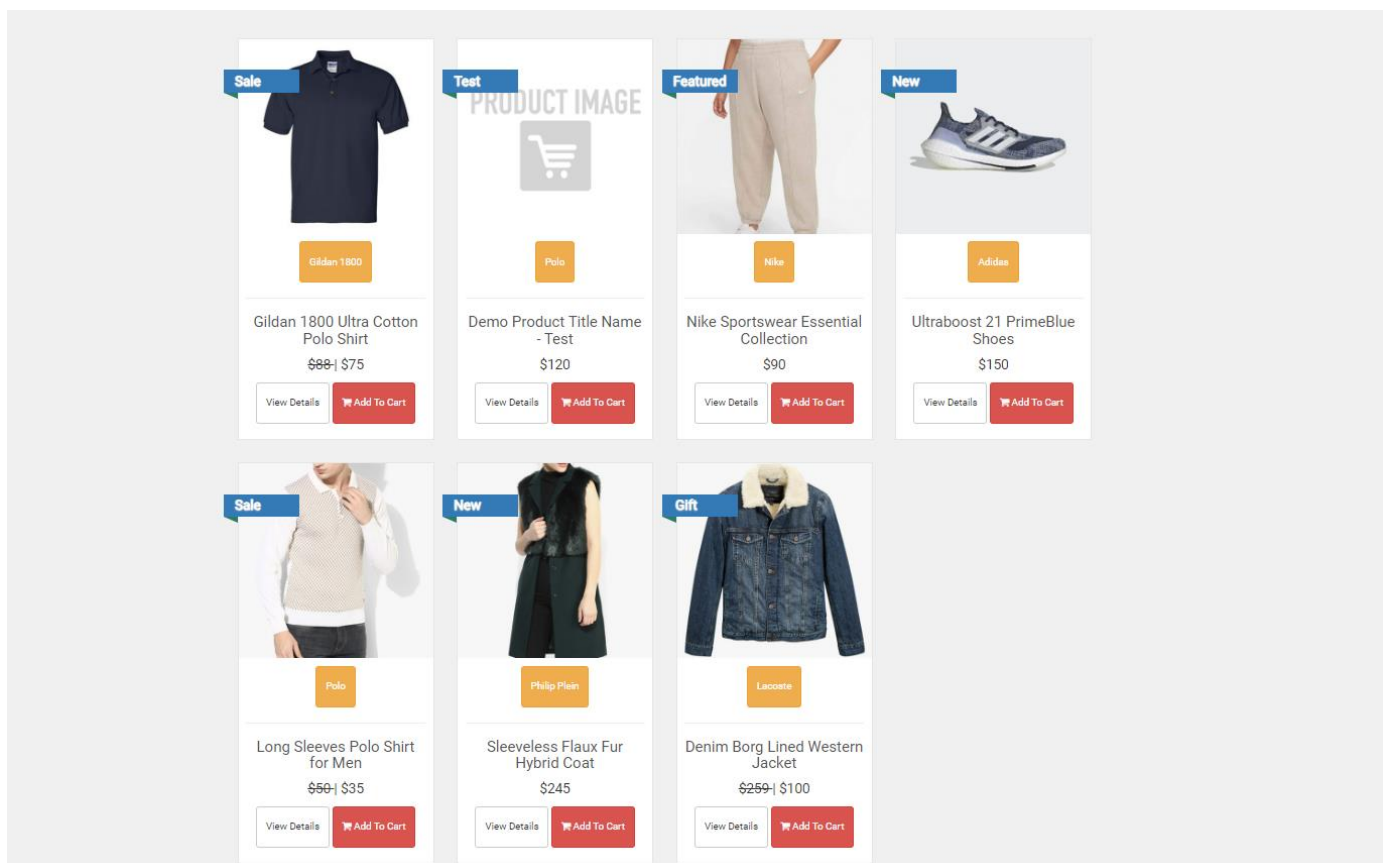 Sale
Gildan 1800
Gildan 1800 Ultra Cotton
Polo Shirt
$88 | $75
View Details
Add To Cart
Test
PRODUCT IMAGE
Polo
Demo Product Title Name
- Test
$120
View Details
Add To Cart
Featured
Nike
Nike Sportswear Essential
Collection
$90
View Details
Add To Cart
New
Adidas
Ultraboost 21 PrimeBlue
Shoes
$150
View Details
Add To Cart
Sale
Polo
Long Sleeves Polo Shirt
for Men
$50 | $35
View Details
Add To Cart
New
Philip Plein
Sleeveless Flaux Fur
Hybrid Coat
$245
View Details
Add To Cart
Gift
Lacoste
Denim Borg Lined Western
Jacket
$259 | $100
View Details
Add To Cart